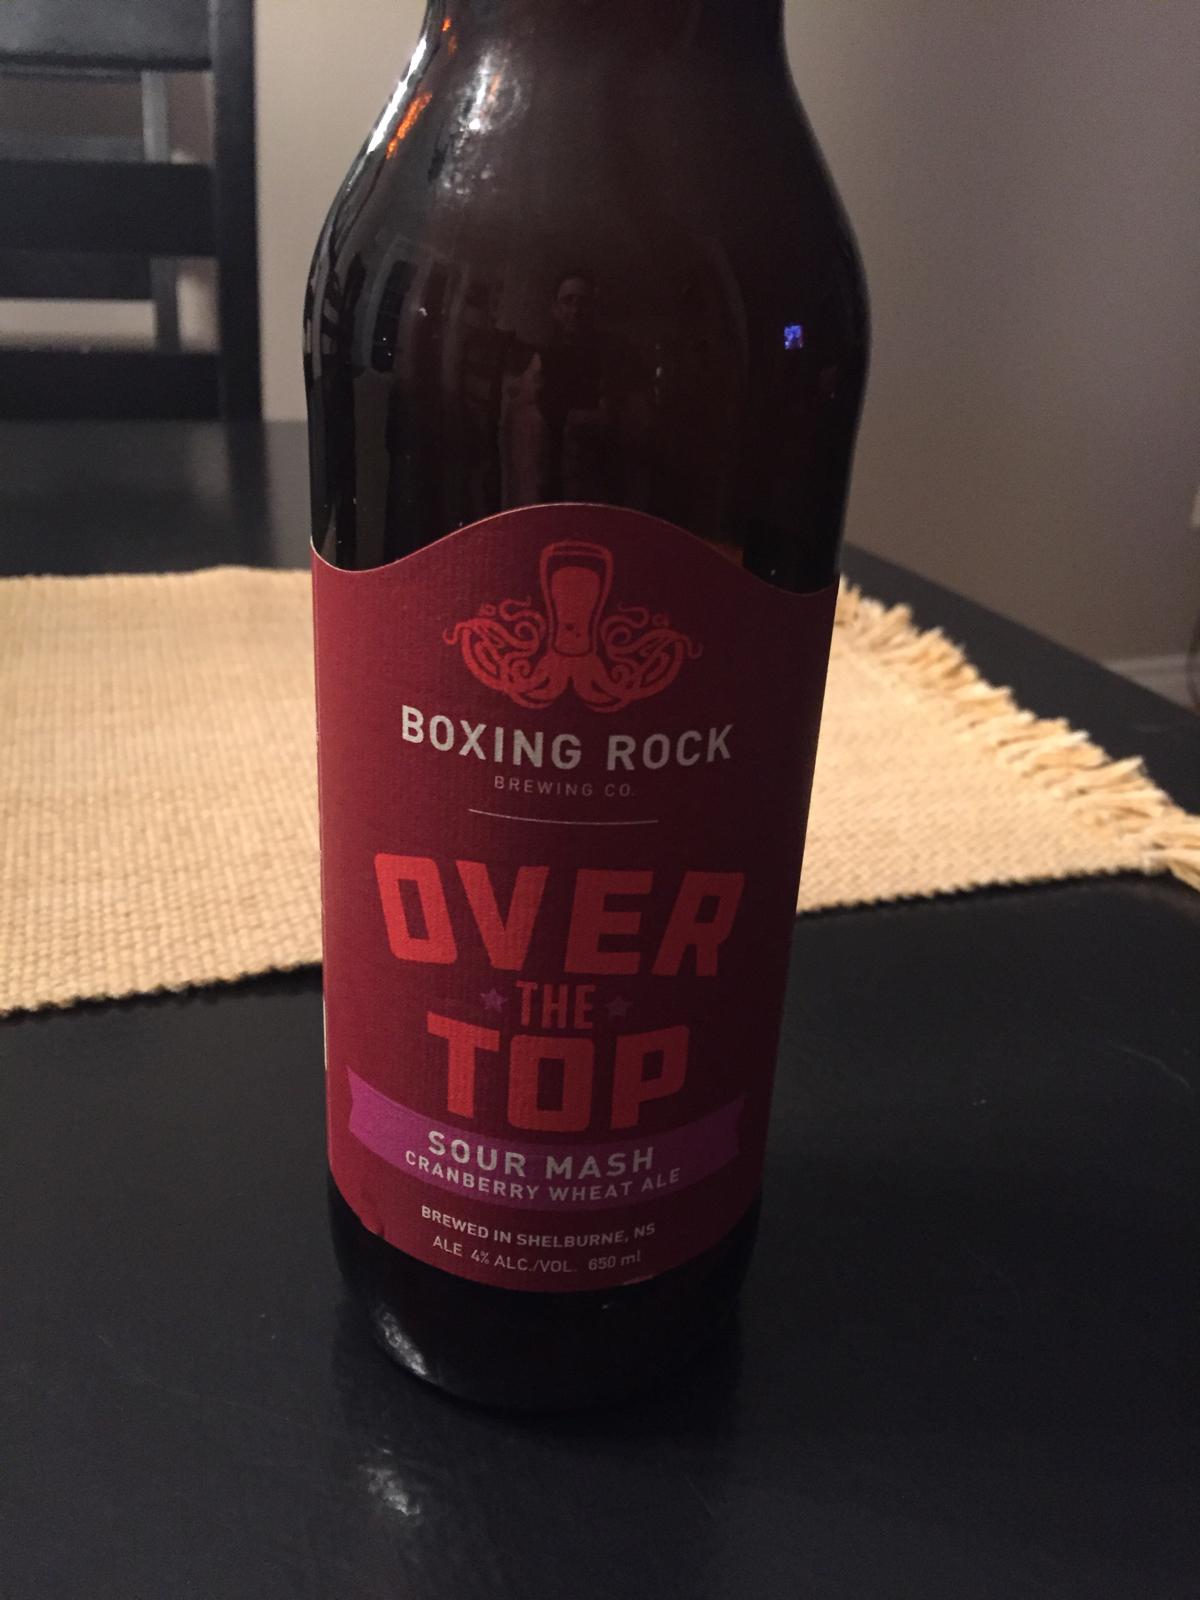 BOXING ROCK
BREWING CO.
OVER
THE
TOP
SOUR MASH
CRANBERRY WHEAT ALE
BREWED IN SHELBURNE, NS
ALE 4% ALC./VOL. 650 ml